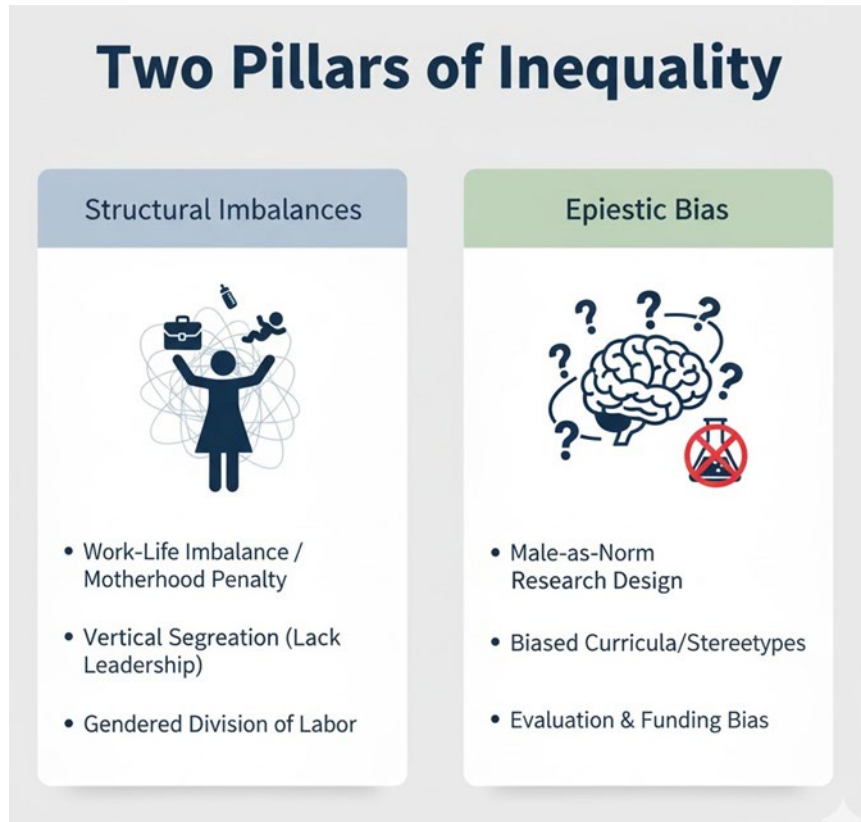 Two Pillars of Inequality
Structural Imbalances
• Work-Life Imbalance /
Motherhood Penalty
• Vertical Segreation (Lack
Leadership)
• Gendered Division of Labor
Epiestic Bias
? ? ? ? ? ?
• Male-as-Norm
Research Design
• Biased Curricula/Stereetypes
• Evaluation & Funding Bias